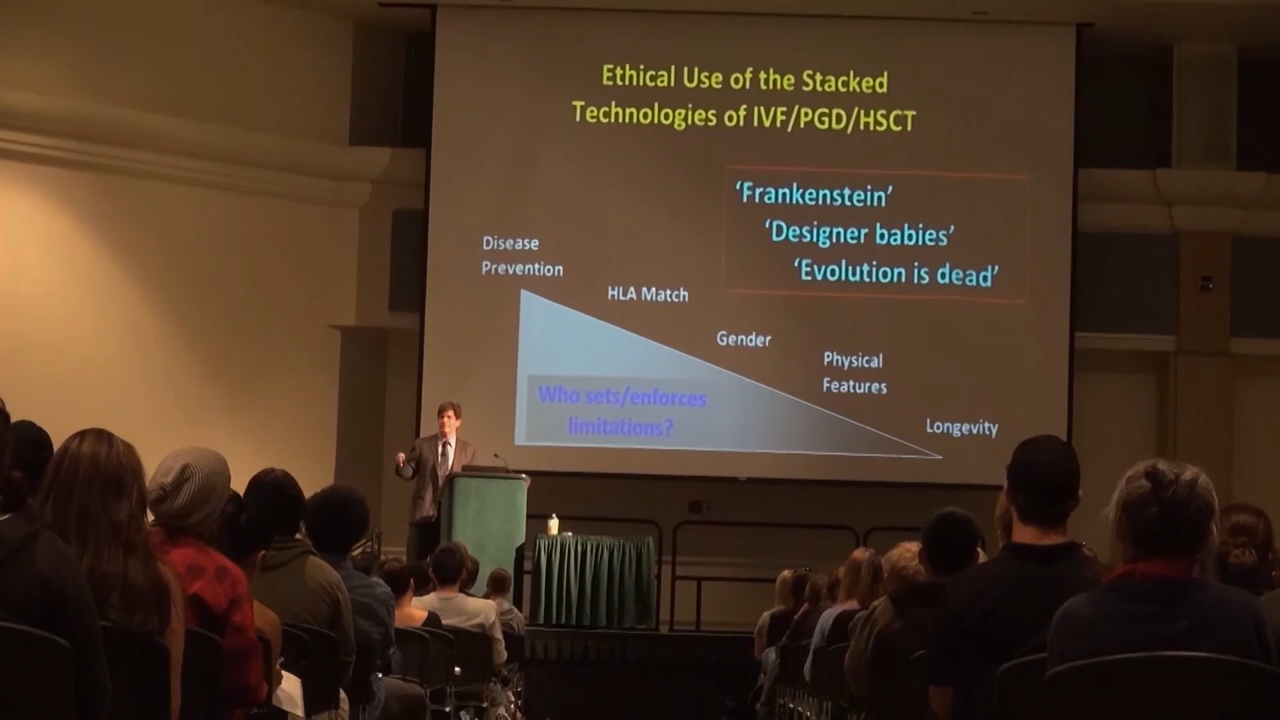 Ethical Use of the Stacked
Technologies of IVF/PGD/HSCT
‘Frankenstein’
‘Designer babies’
‘Evolution is dead’
Disease
Prevention
HLA Match
Gender
Physical
Features
Longevity
Who sets/enforces
limitations?